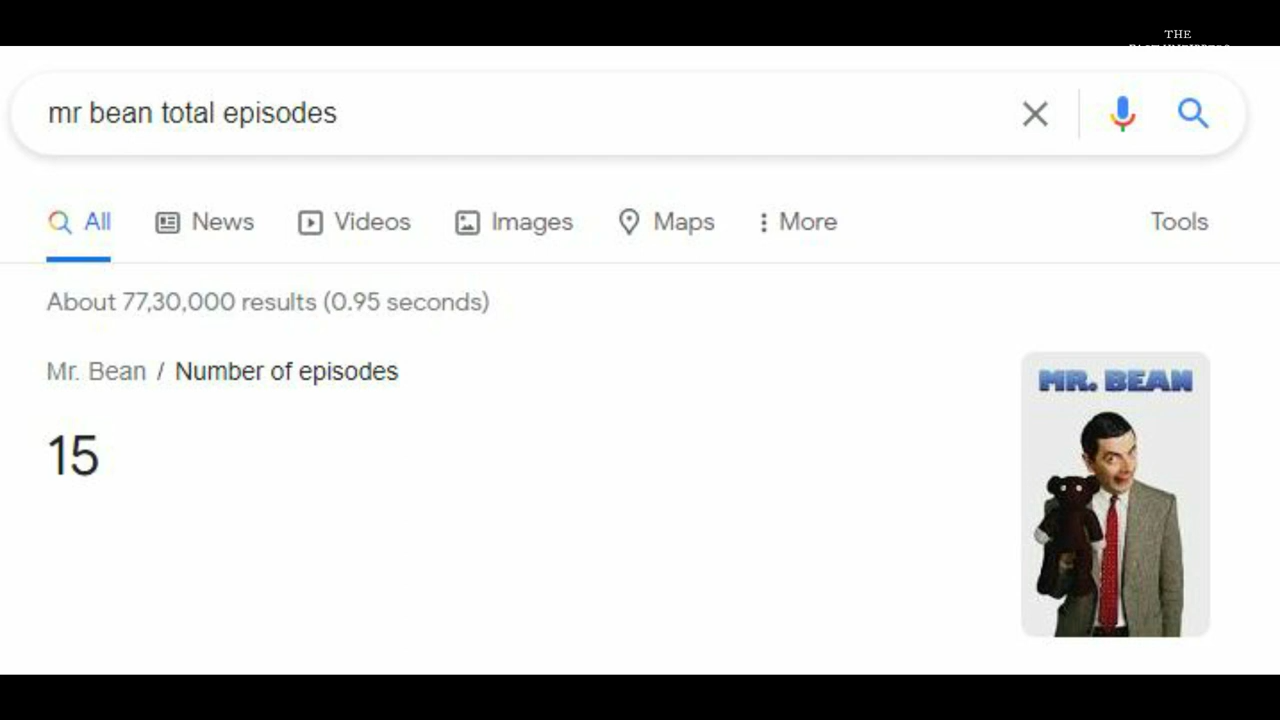 THE
mr bean total episodes
All News Videos Images Maps More Tools
About 77,30,000 results (0.95 seconds)
Mr. Bean / Number of episodes
MR. BEAN
15